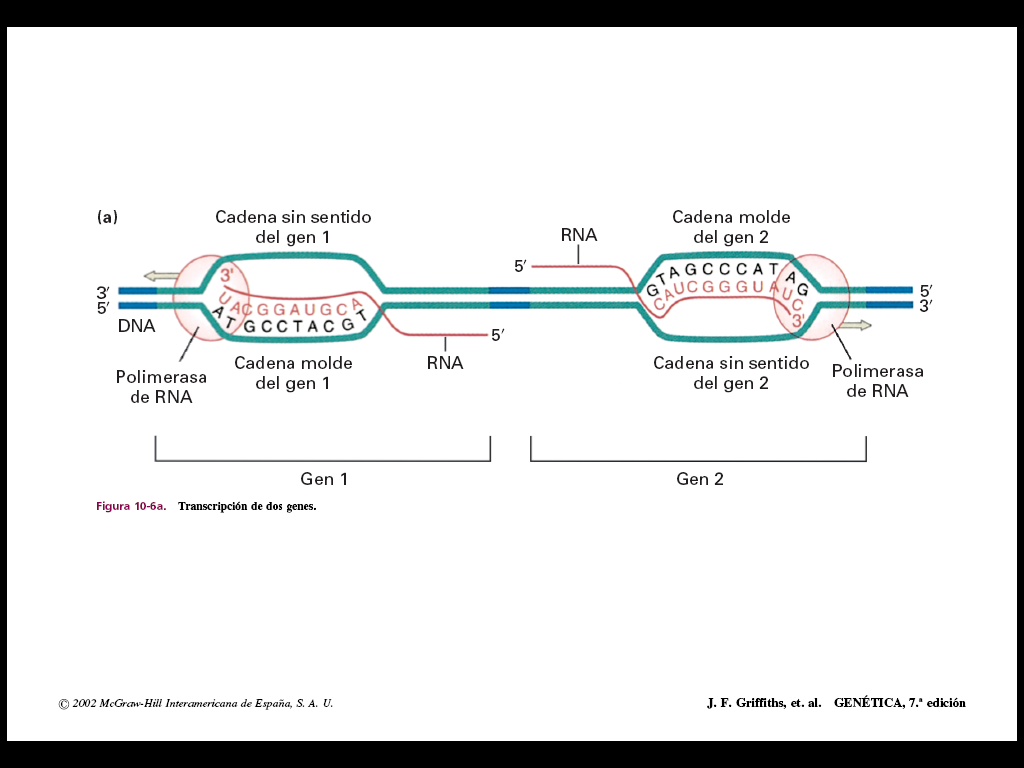 (a)
Cadena sin sentido
del gen 1
RNA
5′
Cadena molde
del gen 2
3′
5′
DNA
3′
UACGGAUGCA
ATGCCTACGT
5′
RNA
Polimerasa
de RNA
Cadena molde
del gen 1
GTAGCCCATAG
CAUCGGGUAUC
3′
5′
3′
Cadena sin sentido
del gen 2
Polimerasa
de RNA
Gen 1
Gen 2
Figura 10-6a. Transcripción de dos genes.
© 2002 McGraw-Hill Interamericana de España, S. A. U.
J. F. Griffiths, et. al. GENÉTICA, 7.ª edición